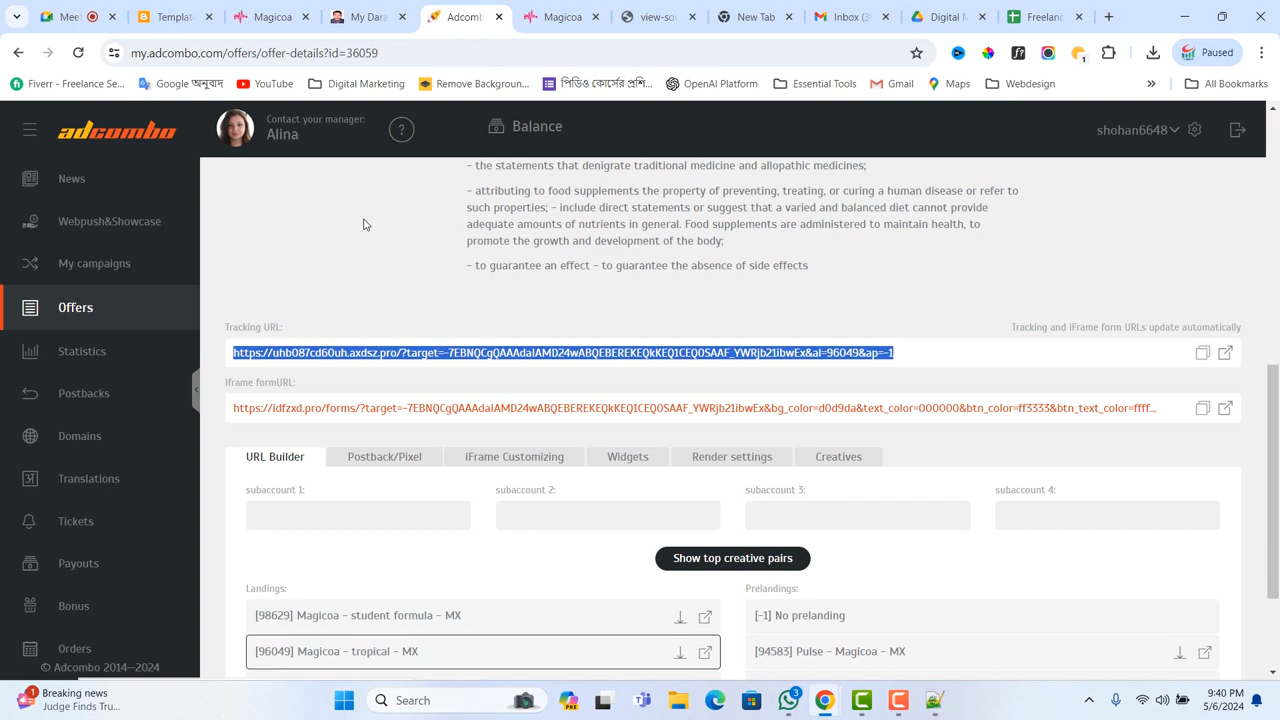 Mee
Template
Magicoa
My Dara
Adcomb
Magicoa
view-sou
New Tab
Inbox (3
Digital M
Freelanc
my.adcombo.com/offers/offer-details?id=36059
1
Paused
Fiverr - Freelance Se...
Google অনুবাদ
YouTube
Digital Marketing
Remove Background...
পিডিও কোর্সের প্রশি...
OpenAI Platform
Essential Tools
Gmail
Maps
Webdesign
»
All Bookmarks
adcombo
Contact your manager:
Alina
?
Balance
shohan6648
– the statements that denigrate traditional medicine and allopathic medicines;
– attributing to food supplements the property of preventing, treating, or curing a human disease or refer to
such properties; – include direct statements or suggest that a varied and balanced diet cannot provide
adequate amounts of nutrients in general. Food supplements are administered to maintain health, to
promote the growth and development of the body;
– to guarantee an effect – to guarantee the absence of side effects
News
Webpush&Showcase
My campaigns
Offers
Statistics
Postbacks
Domains
Translations
Tickets
Payouts
Bonus
Orders
© Adcombo 2014—2024
Tracking URL:
Tracking and iFrame form URLs update automatically
https://uhb087cd60uh.axdsz.pro/?target=-7EBNQCgQAAAdalAMD24wABQEBEREKEQkKEQ1CEQ0SAAF_YWRjb21ibwEx&al=96049&ap=-1
Iframe formURL:
https://idfzxd.pro/forms/?target=-7EBNQCgQAAAdalAMD24wABQEBEREKEQkKEQ1CEQ0SAAF_YWRjb21ibwEx&bg_color=d0d9da&text_color=000000&btn_color=ff3333&btn_text_color=ffff...
URL Builder
Postback/Pixel
iFrame Customizing
Widgets
Render settings
Creatives
subaccount 1:
subaccount 2:
subaccount 3:
subaccount 4:
Show top creative pairs
Landings:
Prelandings:
[98629] Magicoa – student formula – MX
[-1] No prelanding
[96049] Magicoa – tropical – MX
[94583] Pulse – Magicoa – MX
1
Breaking news
Judge Finds Tru...
Search
3
9:40 PM
5/6/2024